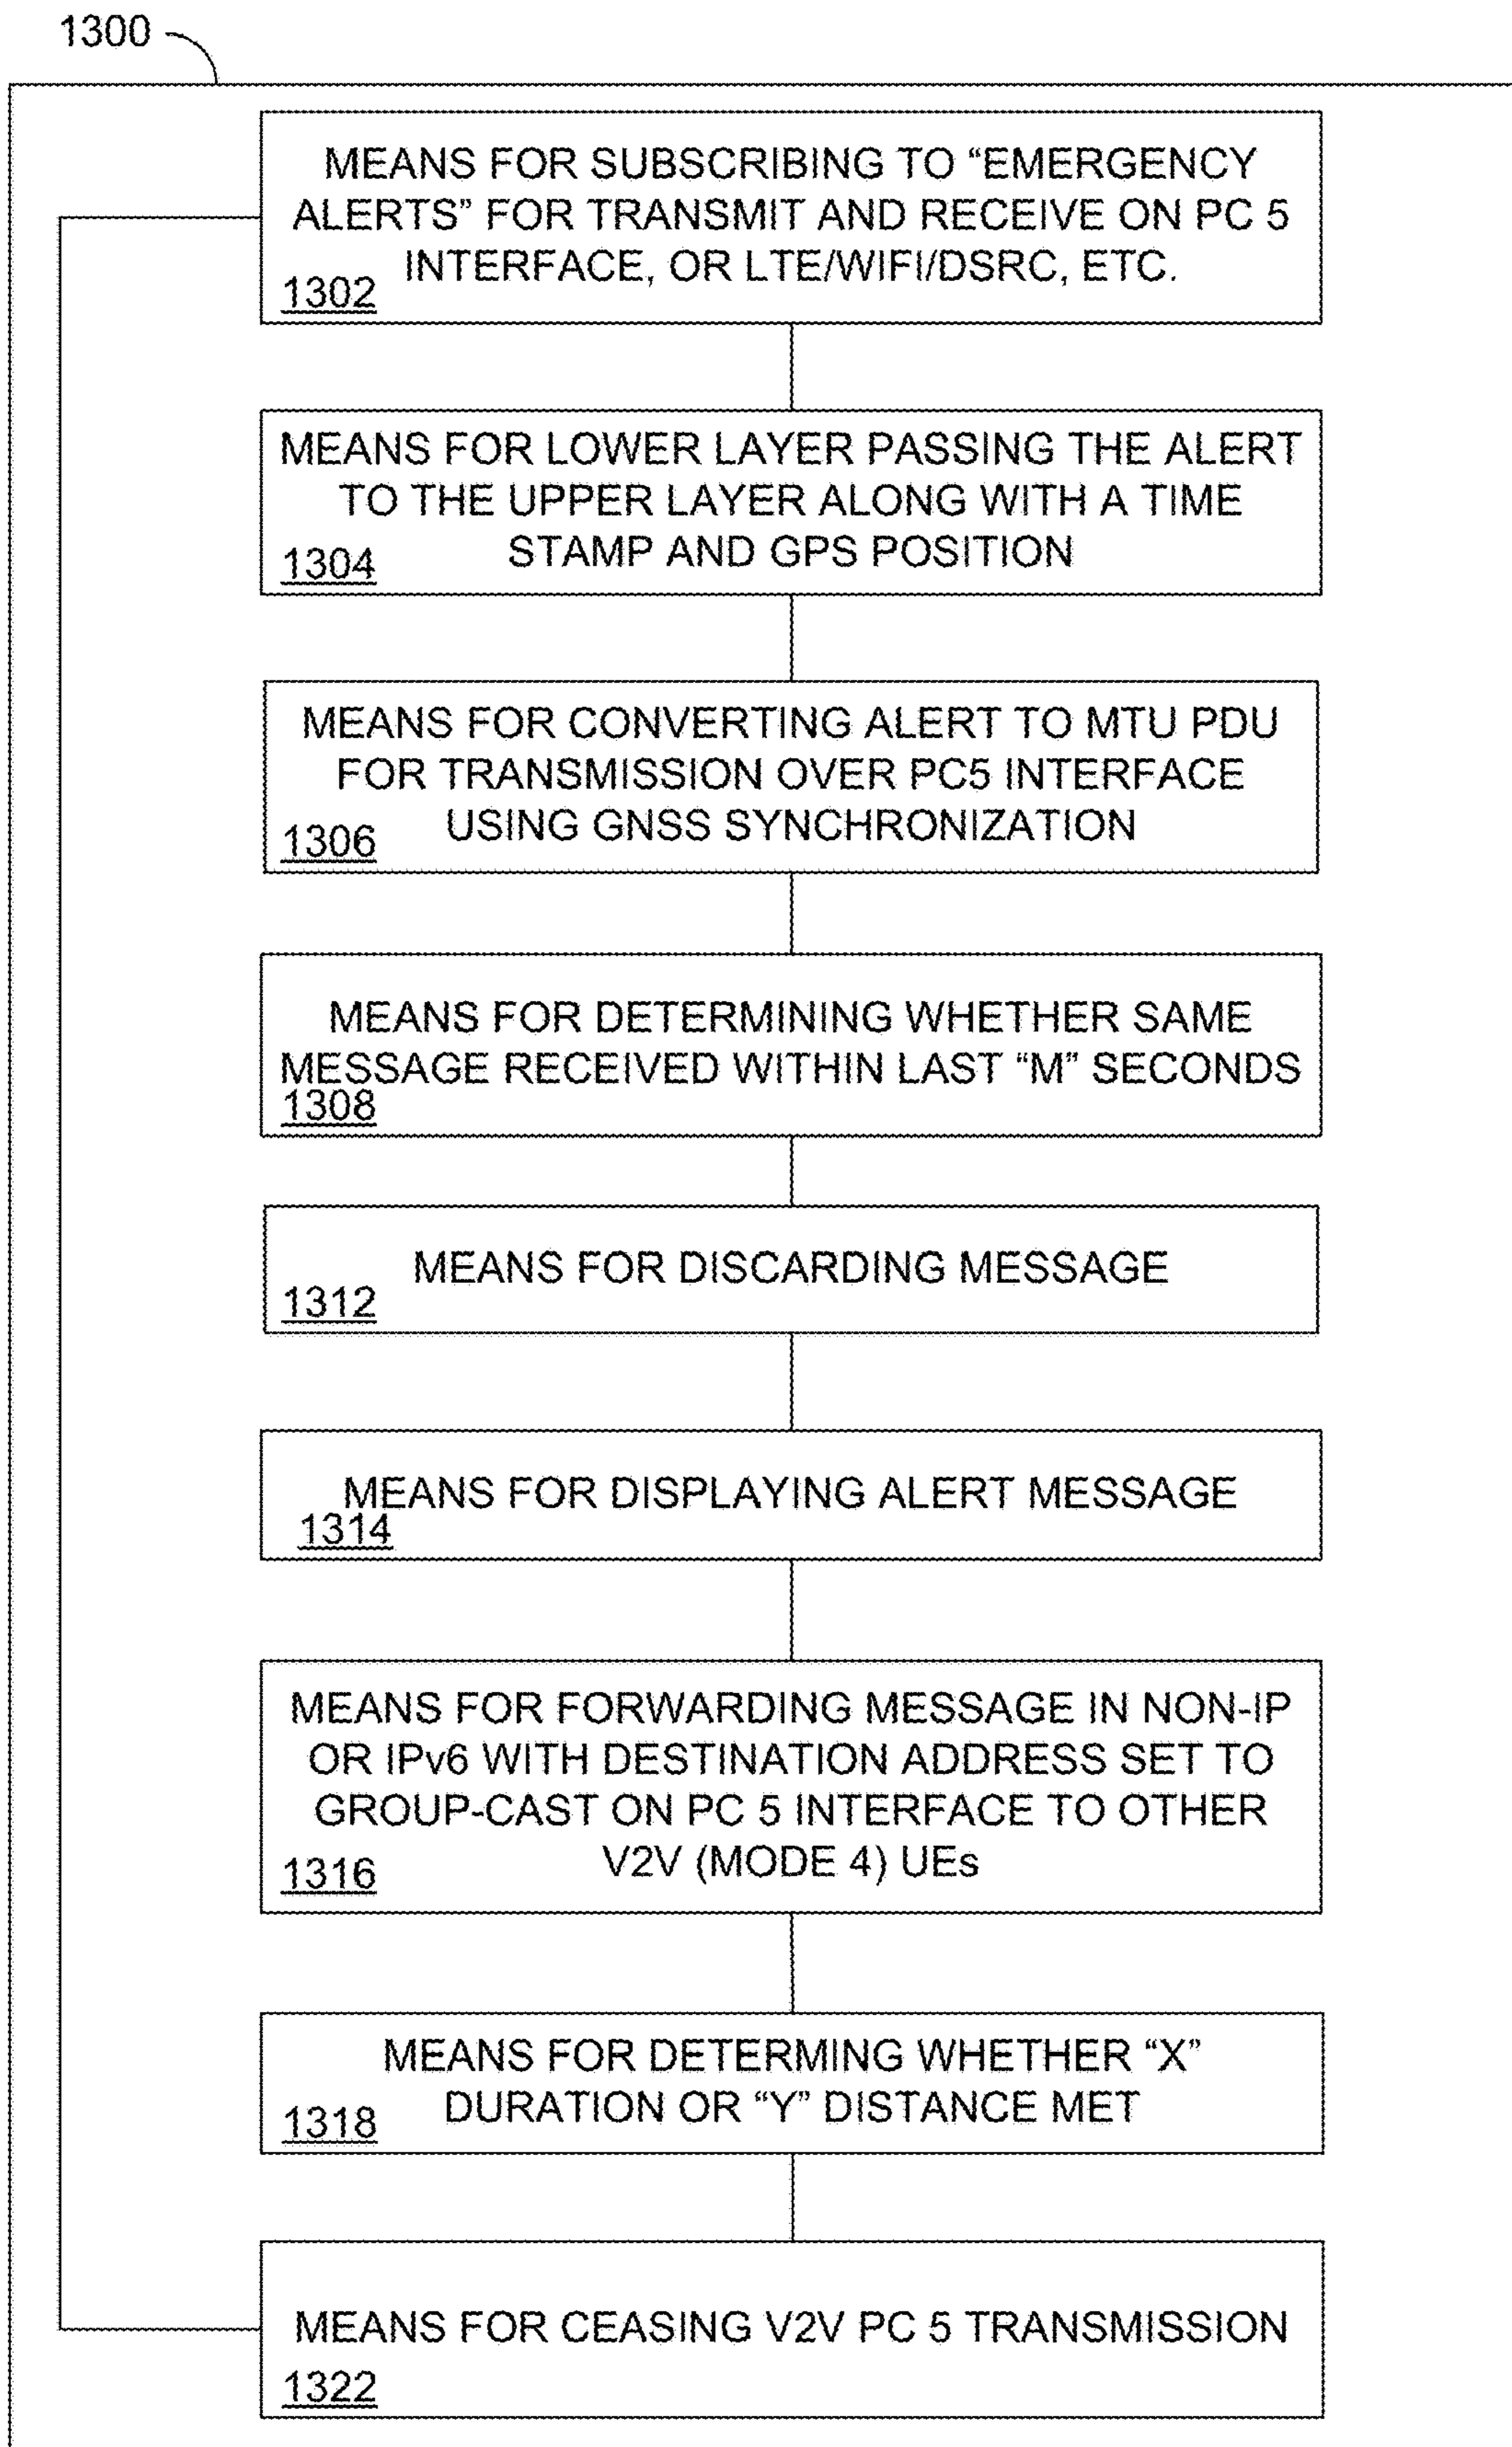 1300
MEANS FOR SUBSCRIBING TO “EMERGENCY
ALERTS” FOR TRANSMIT AND RECEIVE ON PC 5
INTERFACE, OR LTE/WIFI/DSRC, ETC.
1302
MEANS FOR LOWER LAYER PASSING THE ALERT
TO THE UPPER LAYER ALONG WITH A TIME
STAMP AND GPS POSITION
1304
MEANS FOR CONVERTING ALERT TO MTU PDU
FOR TRANSMISSION OVER PC5 INTERFACE
USING GNSS SYNCHRONIZATION
1306
MEANS FOR DETERMINING WHETHER SAME
MESSAGE RECEIVED WITHIN LAST “M” SECONDS
1308
MEANS FOR DISCARDING MESSAGE
1312
MEANS FOR DISPLAYING ALERT MESSAGE
1314
MEANS FOR FORWARDING MESSAGE IN NON-IP
OR IPv6 WITH DESTINATION ADDRESS SET TO
GROUP-CAST ON PC 5 INTERFACE TO OTHER
V2V (MODE 4) UEs
1316
MEANS FOR DETERMING WHETHER “X”
DURATION OR “Y” DISTANCE MET
1318
MEANS FOR CEASING V2V PC 5 TRANSMISSION
1322